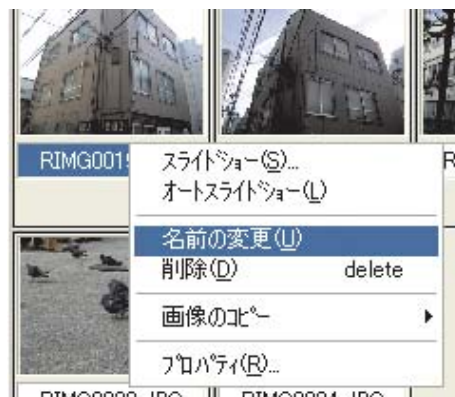 RIMG001
スライドショー(S)...
オートスライドショー(L)
名前の変更(U)
削除(D) delete
画像のコピー
プロパティ(R)...